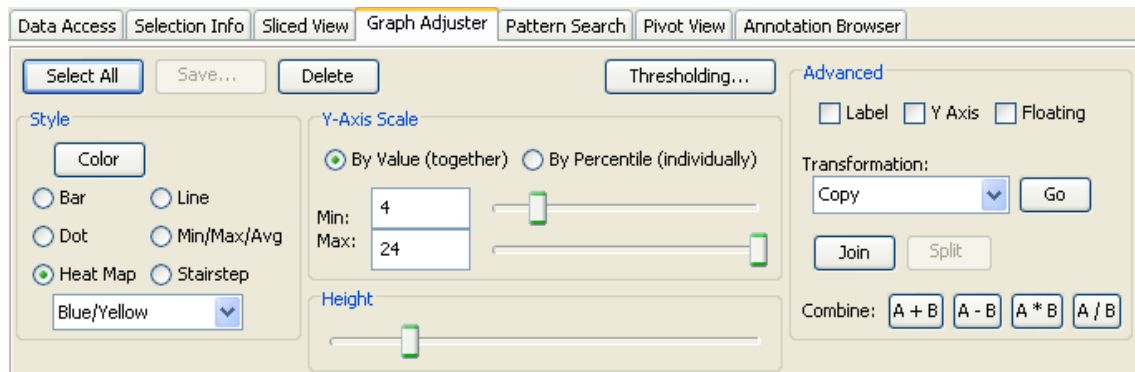 Data Access Selection Info Sliced View Graph Adjuster Pattern Search Pivot View Annotation Browser
Select All Save... Delete Thresholding...
Style
Color
Bar Line
Dot Min/Max/Avg
Heat Map Stairstep
Blue/Yellow
Y-Axis Scale
By Value (together) By Percentile (individually)
Min: 4
Max: 24
Height
Advanced
Label Y Axis Floating
Transformation:
Copy Go
Join Split
Combine: A + B A - B A * B A / B